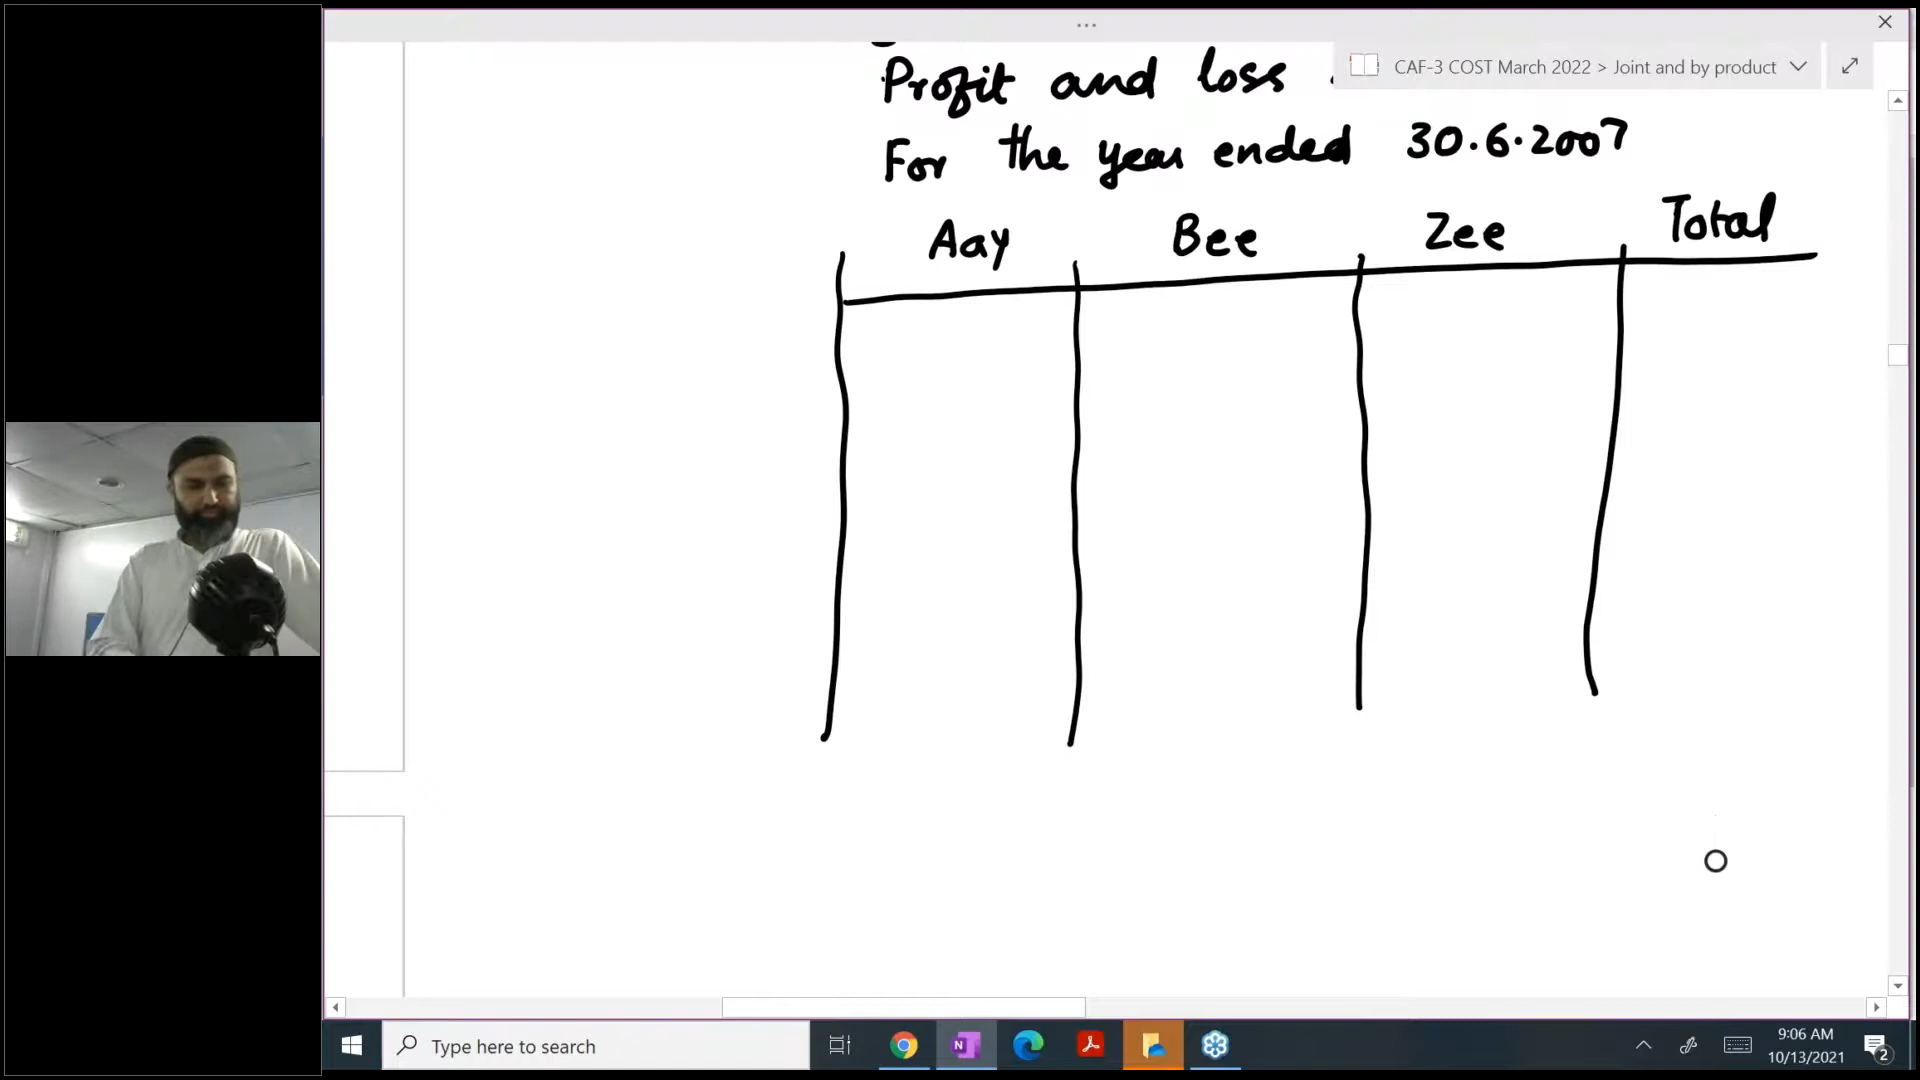 CAF-3 COST March 2022 > Joint and by product
Profit and loss
For the year ended 30.6.2007
Aay Bee Zee Total
Type here to search
N
9:06 AM
10/13/2021
2